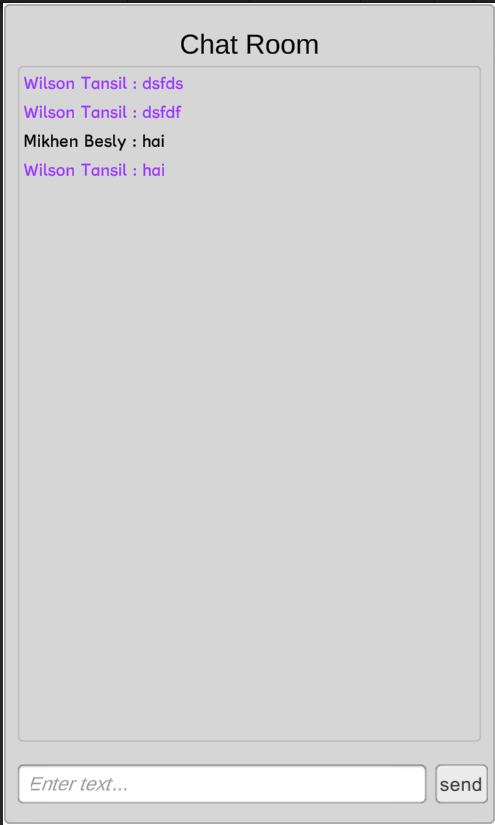 Chat Room
Wilson Tansil : dsfds
Wilson Tansil : dsfdf
Mikhen Besly : hai
Wilson Tansil : hai
Enter text...
send